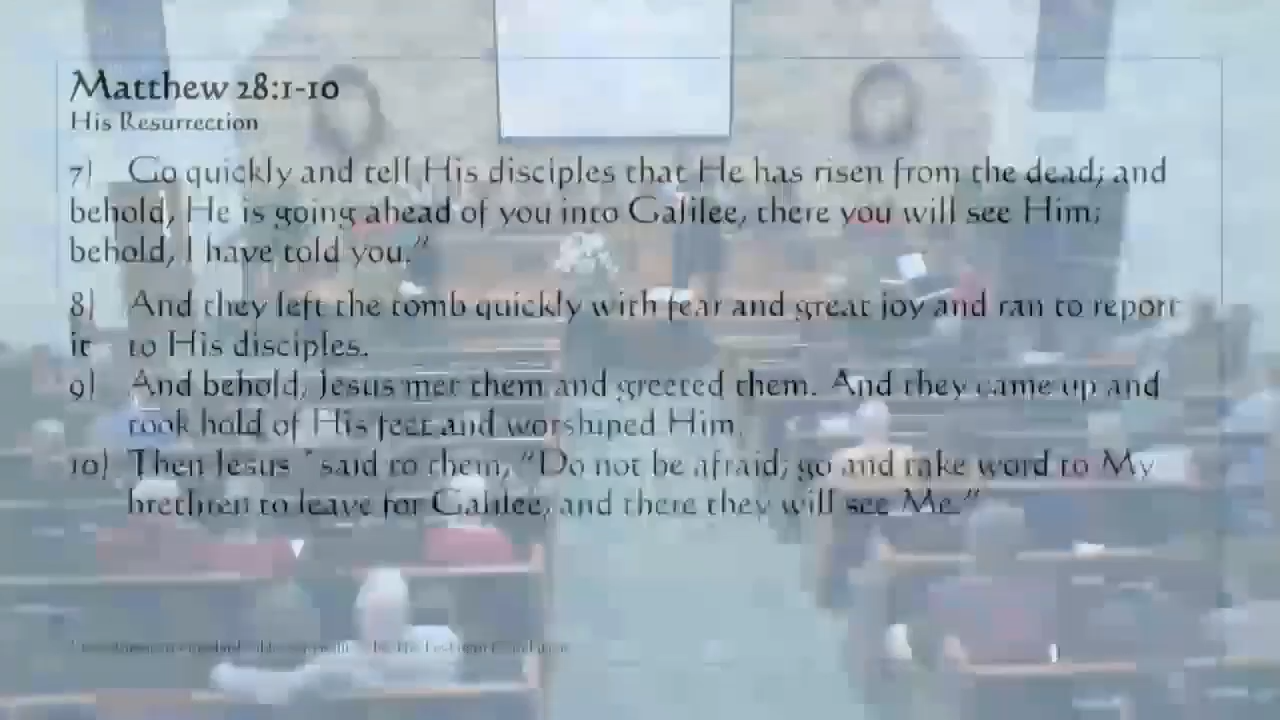 Matthew 28:1-10
His Resurrection
7) Go quickly and tell His disciples that He has risen from the dead; and
behold, He is going ahead of you into Galilee, there you will see Him;
behold, I have told you.”
8) And they left the tomb quickly with fear and great joy and ran to report
it to His disciples.
9) And behold, Jesus met them and greeted them. And they came up and
took hold of His feet and worshiped Him.
10) Then Jesus *said to them, “Do not be afraid; go and take word to My
brethren to leave for Galilee, and there they will see Me.”